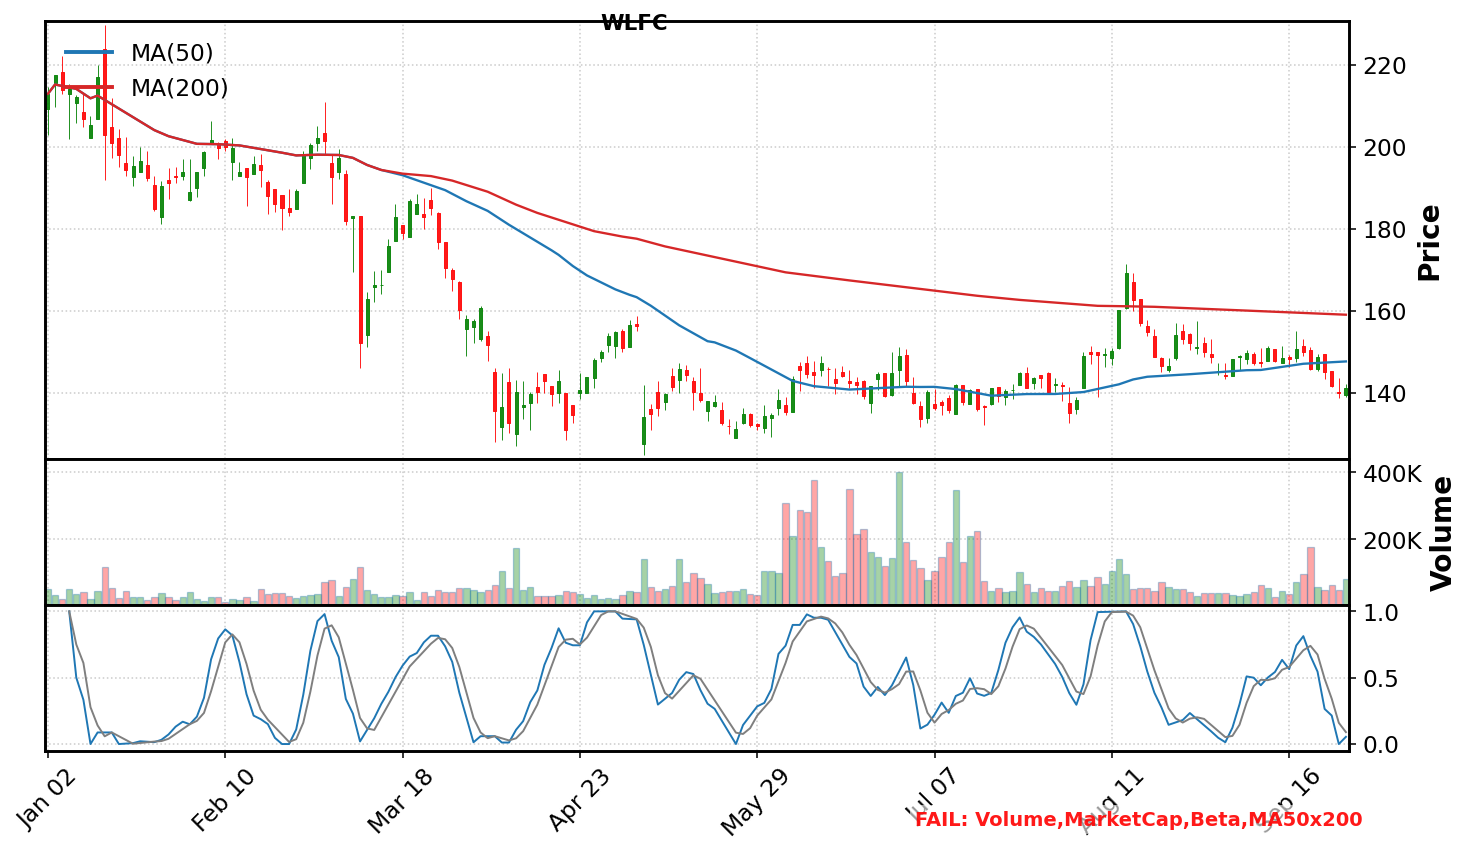 WLFC
MA(50)
MA(200)
220
200
180
160
140
Price
400K
200K
Volume
1.0
0.5
0.0
Jan 02
Feb 10
Mar 18
Apr 23
May 29
Jul 07
Aug 11
Sep 16
FAIL: Volume,MarketCap,Beta,MA50x200